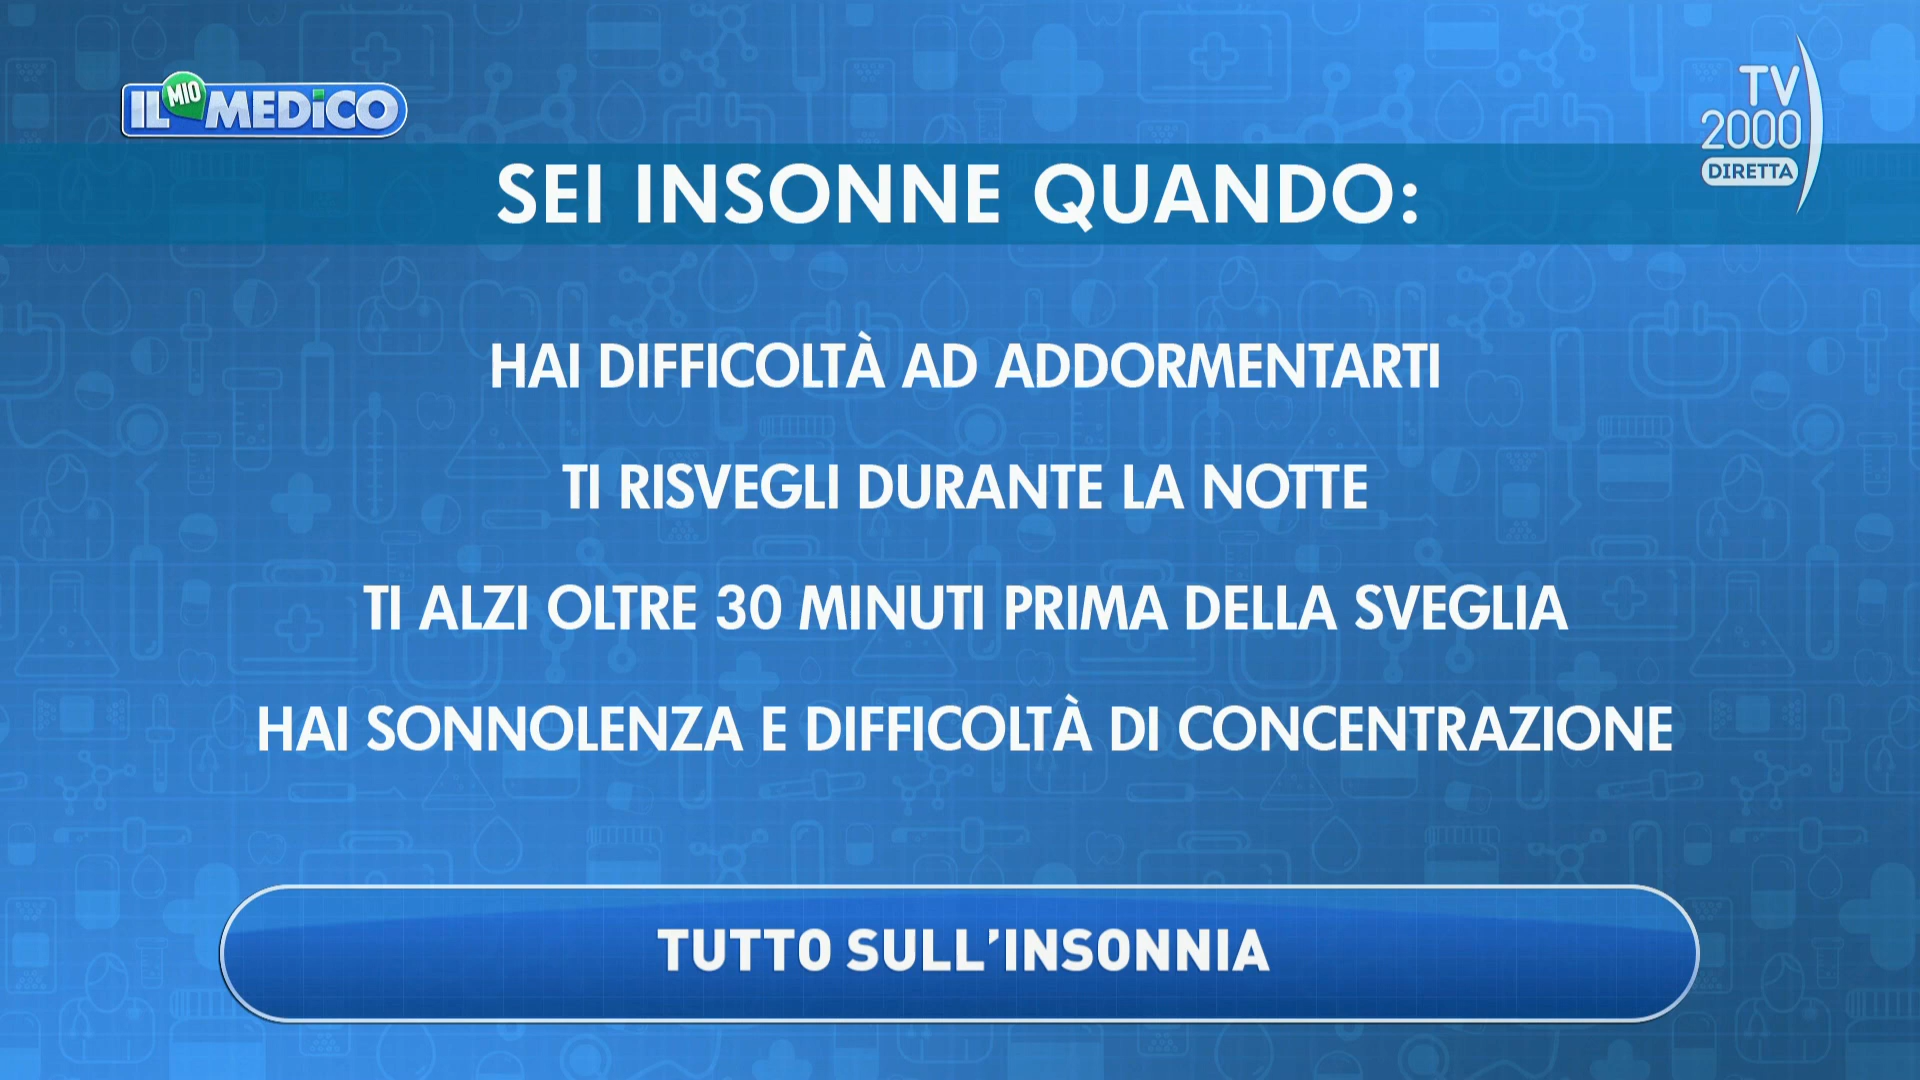 IL MIO MEDICO
TV
2000
DIRETTA
SEI INSONNE QUANDO:
HAI DIFFICOLTÀ AD ADDORMENTARTI
TI RISVEGLI DURANTE LA NOTTE
TI ALZI OLTRE 30 MINUTI PRIMA DELLA SVEGLIA
HAI SONNOLENZA E DIFFICOLTÀ DI CONCENTRAZIONE
TUTTO SULL'INSONNIA